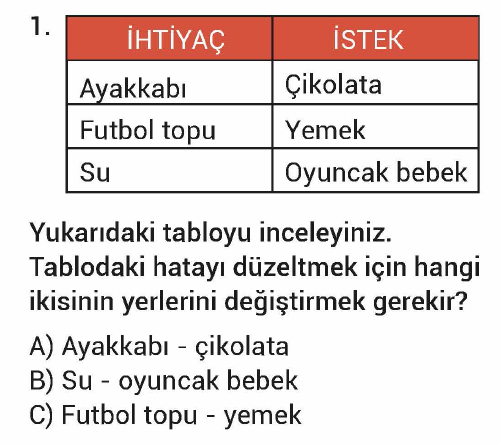 1.
İHTİYAÇ İSTEK
Ayakkabı Çikolata
Futbol topu Yemek
Su Oyuncak bebek
Yukarıdaki tabloyu inceleyiniz.
Tablodaki hatayı düzeltmek için hangi
ikisinin yerlerini değiştirmek gerekir?
A) Ayakkabı - çikolata
B) Su - oyuncak bebek
C) Futbol topu - yemek